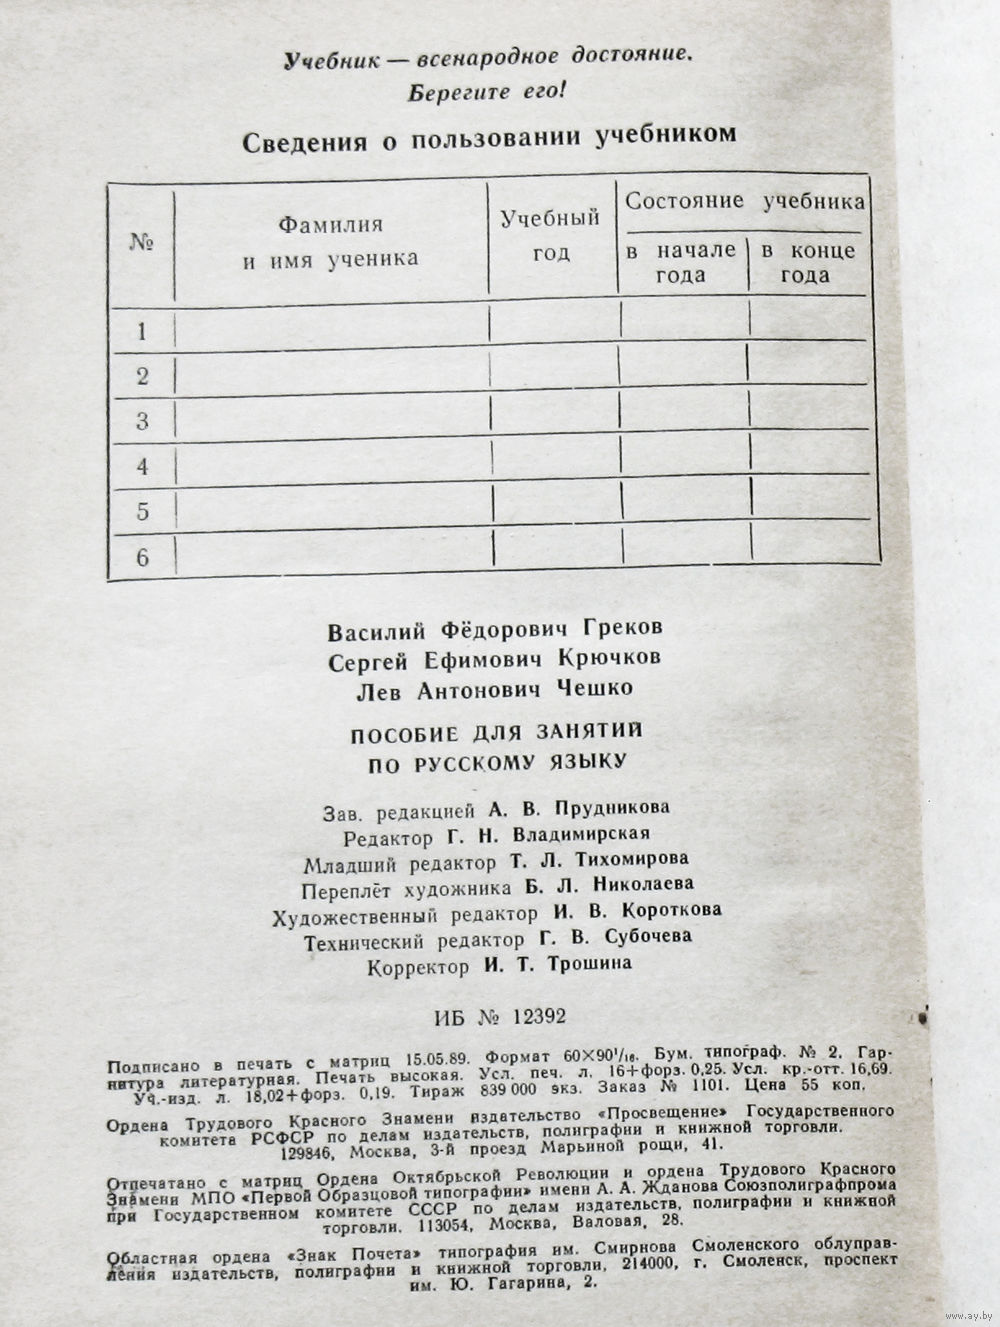 Учебник — всенародное достояние.
Берегите его!
Сведения о пользовании учебником
№
Фамилия
и имя ученика
Учебный
год
Состояние учебника
в начале
года
в конце
года
1
2
3
4
5
6
Василий Фёдорович Греков
Сергей Ефимович Крючков
Лев Антонович Чешко
ПОСОБИЕ ДЛЯ ЗАНЯТИЙ
ПО РУССКОМУ ЯЗЫКУ
Зав. редакцией А. В. Прудникова
Редактор Г. Н. Владимирская
Младший редактор Т. Л. Тихомирова
Переплёт художника Б. Л. Николаева
Художественный редактор И. В. Короткова
Технический редактор Г. В. Субочева
Корректор И. Т. Трошина
ИБ № 12392
Подписано в печать с матриц 15.05.89. Формат 60×90¹/₁₆. Бум. типограф. № 2. Гар-
нитура литературная. Печать высокая. Усл. печ. л. 16+форз. 0,25. Усл. кр.-отт. 16,69.
Уч.-изд. л. 18,02+форз. 0,19. Тираж 839 000 экз. Заказ № 1101. Цена 55 коп.
Ордена Трудового Красного Знамени издательство «Просвещение» Государственного
комитета РСФСР по делам издательств, полиграфии и книжной торговли.
129846, Москва, 3-й проезд Марьиной рощи, 41.
Отпечатано с матриц Ордена Октябрьской Революции и ордена Трудового Красного
Знамени МПО «Первой Образцовой типографии» имени А. А. Жданова Союзполиграфпрома
при Государственном комитете СССР по делам издательств, полиграфии и книжной
торговли. 113054, Москва, Валовая, 28.
Областная ордена «Знак Почета» типография им. Смирнова Смоленского облуправ-
ления издательств, полиграфии и книжной торговли, 214000, г. Смоленск, проспект
им. Ю. Гагарина, 2.
www.ay.by